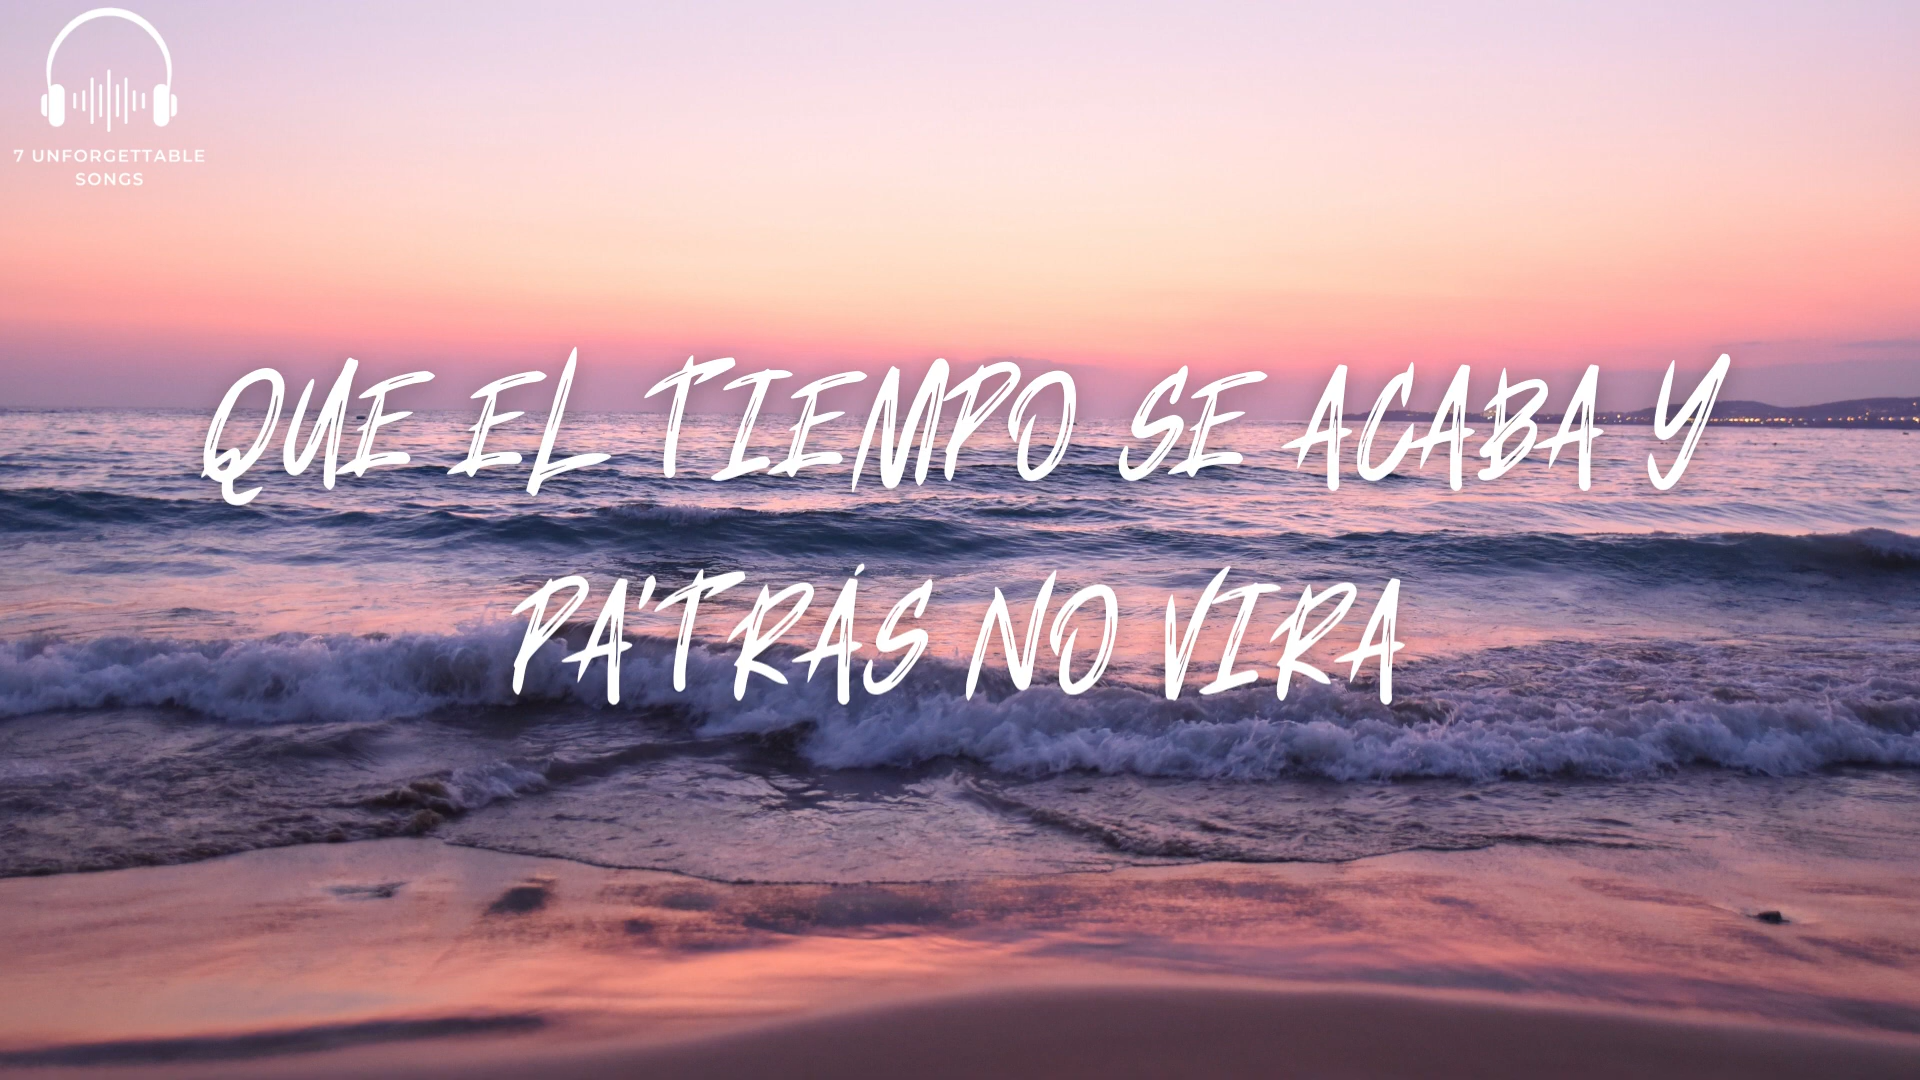 7 UNFORGETTABLE
SONGS
QUE EL TIEMPO SE ACABA Y
PA'TRÁS NO VIRA